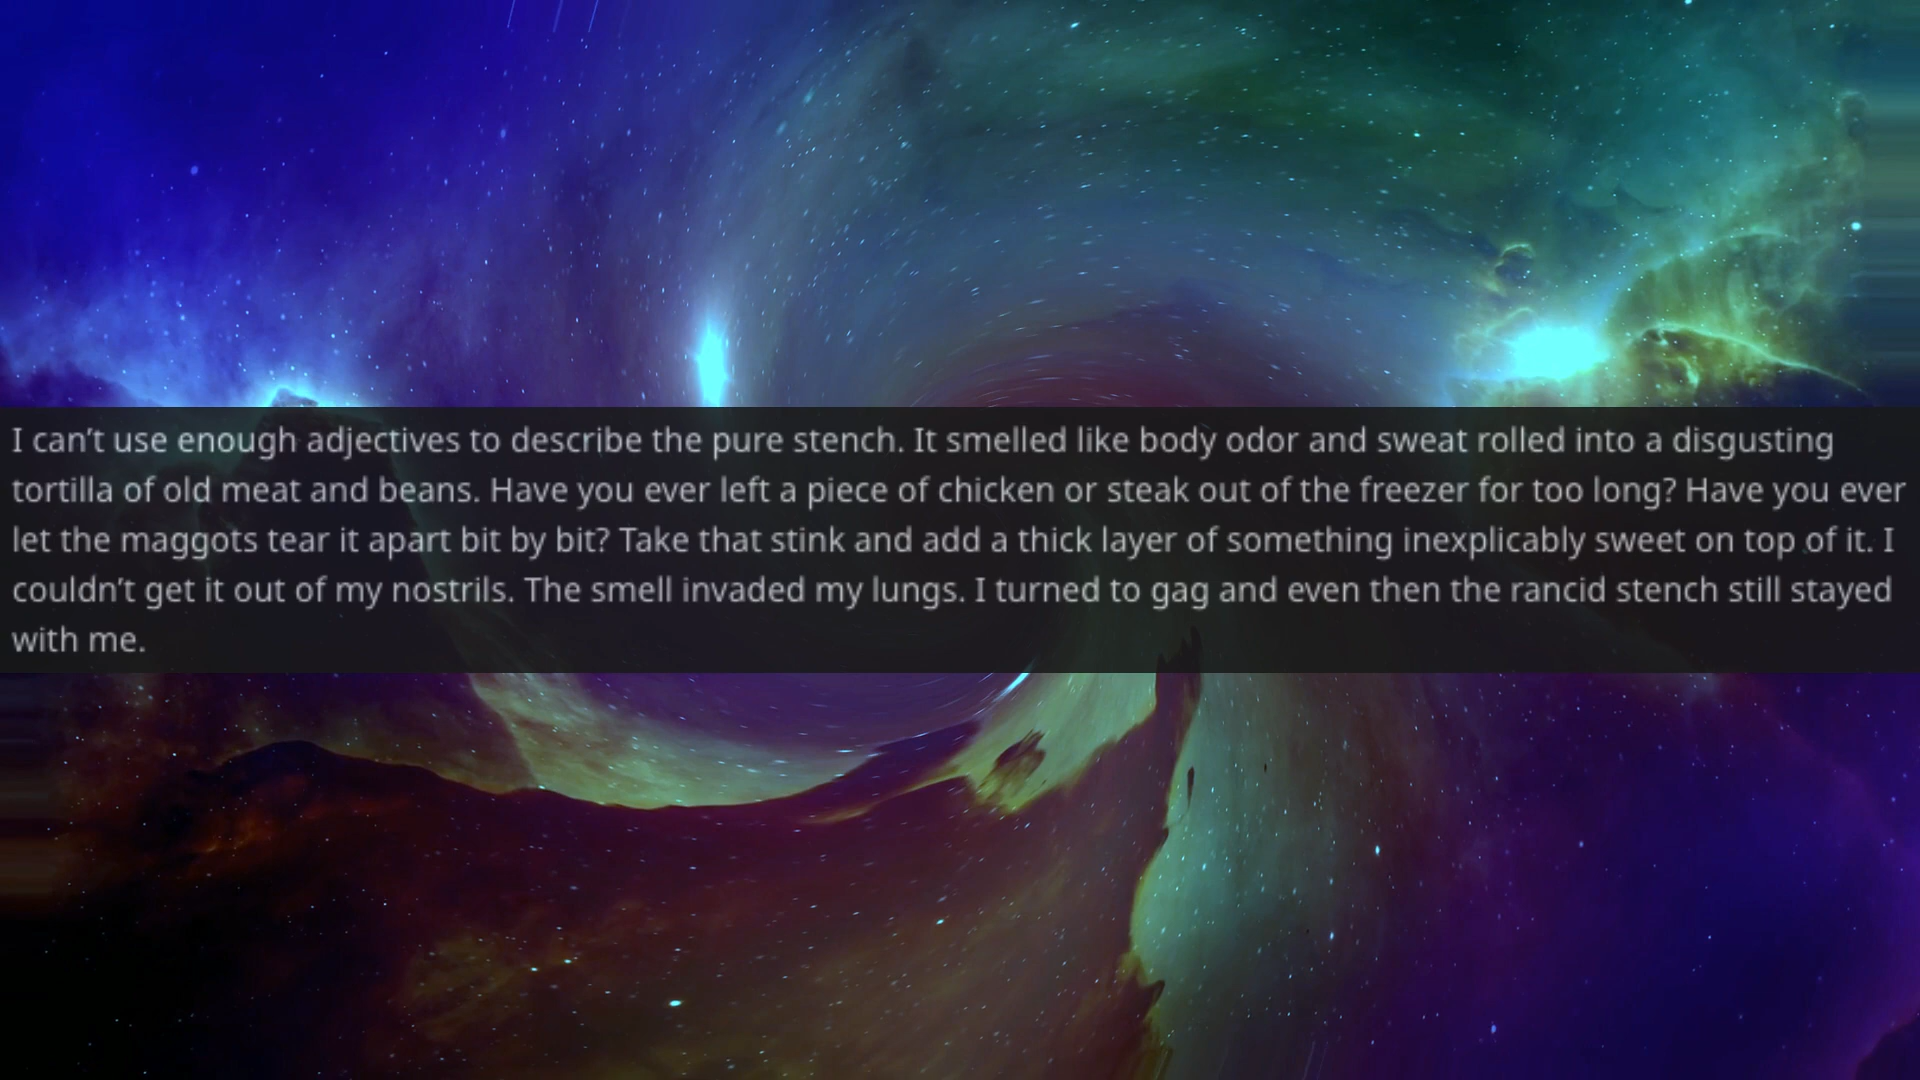 I can’t use enough adjectives to describe the pure stench. It smelled like body odor and sweat rolled into a disgusting
tortilla of old meat and beans. Have you ever left a piece of chicken or steak out of the freezer for too long? Have you ever
let the maggots tear it apart bit by bit? Take that stink and add a thick layer of something inexplicably sweet on top of it. I
couldn’t get it out of my nostrils. The smell invaded my lungs. I turned to gag and even then the rancid stench still stayed
with me.